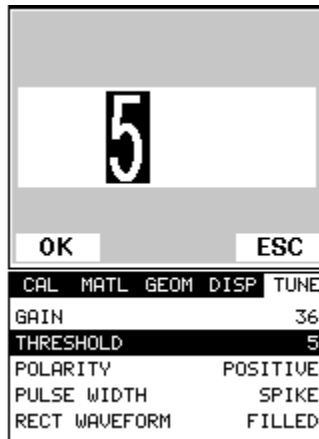 5
OK ESC
CAL MATL GEOM DISP TUNE
GAIN 36
THRESHOLD 5
POLARITY POSITIVE
PULSE WIDTH SPIKE
RECT WAVEFORM FILLED